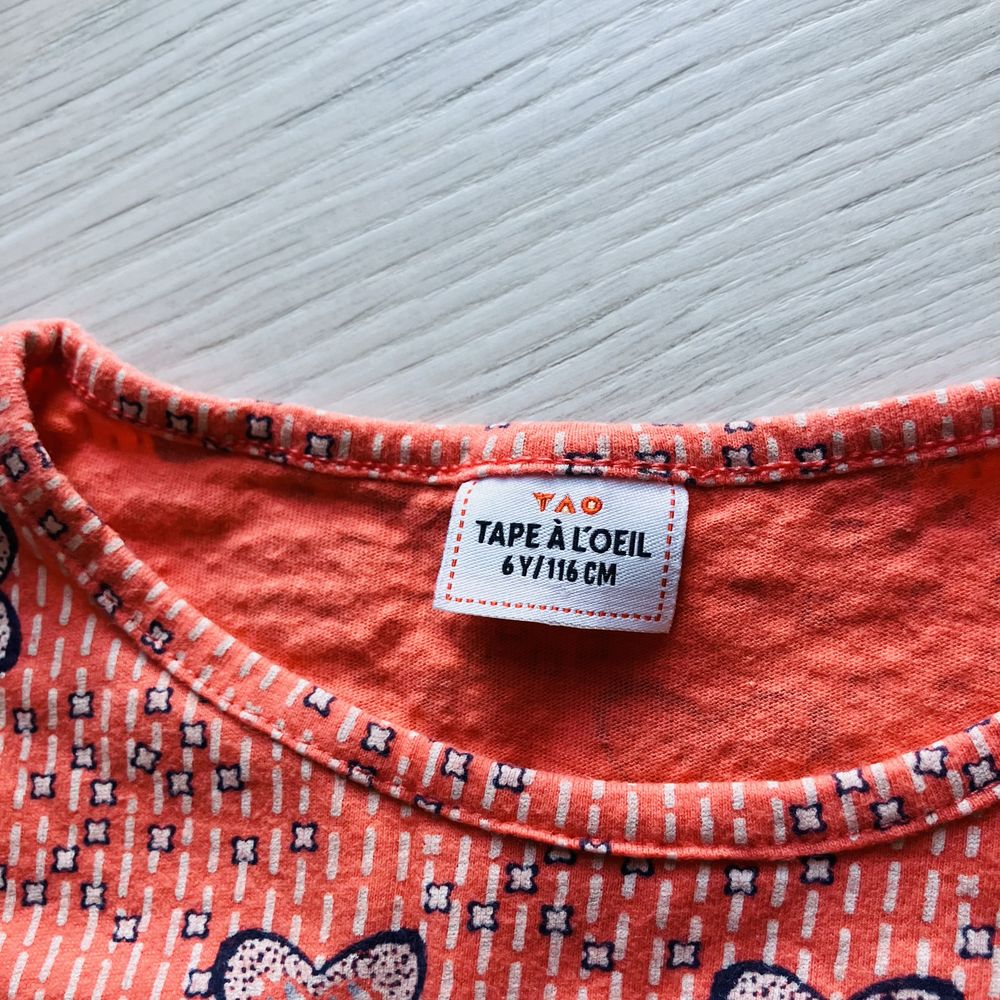 TAO
TAPE À L'OEIL
6 Y/116 CM